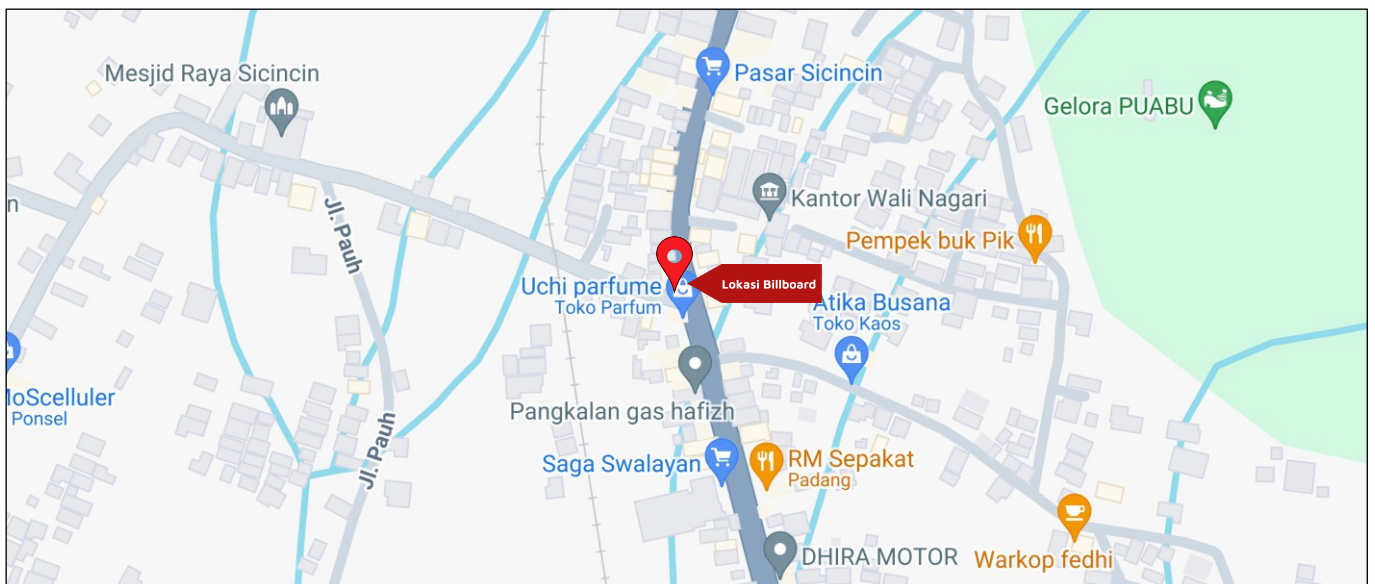 Mesjid Raya Sicincin
Pasar Sicincin
Gelora PUABU
Jl. Pauh
Kantor Wali Nagari
n
Pempek buk Pik
Uchi parfume
Toko Parfum
Lokasi Billboard
Atika Busana
Toko Kaos
loScelluler
Ponsel
Pangkalan gas hafizh
Jl. Pauh
Saga Swalayan
RM Sepakat
Padang
DHIRA MOTOR
Warkop fedhi